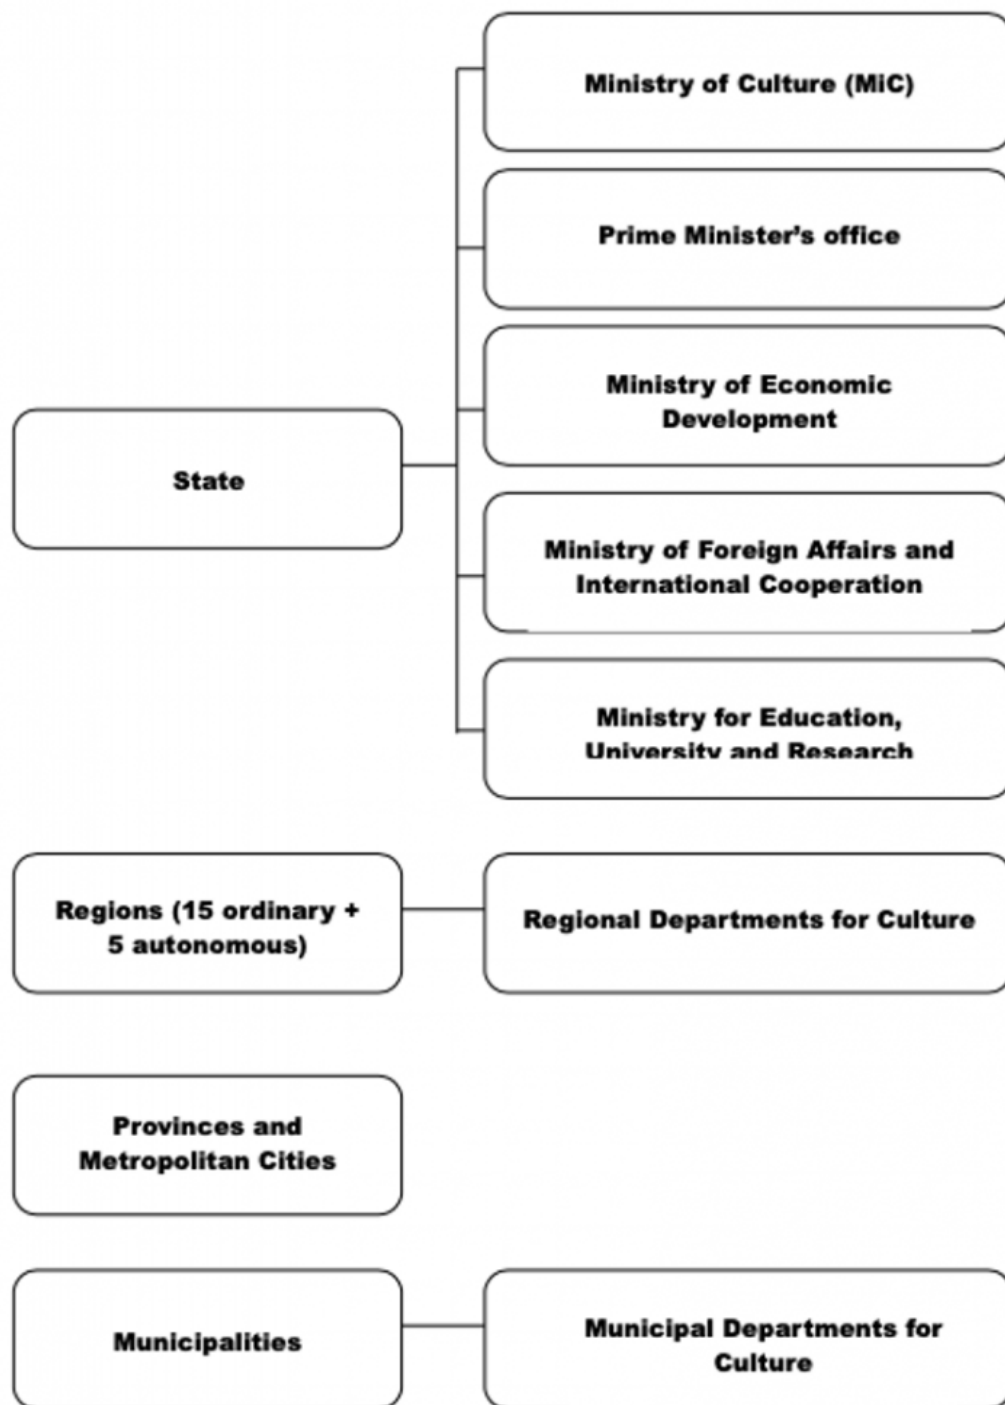 Ministry of Culture (MiC)
Prime Minister’s office
Ministry of Economic
Development
State
Ministry of Foreign Affairs and
International Cooperation
Ministry for Education,
University and Research
Regions (15 ordinary +
5 autonomous)
Regional Departments for Culture
Provinces and
Metropolitan Cities
Municipalities
Municipal Departments for
Culture